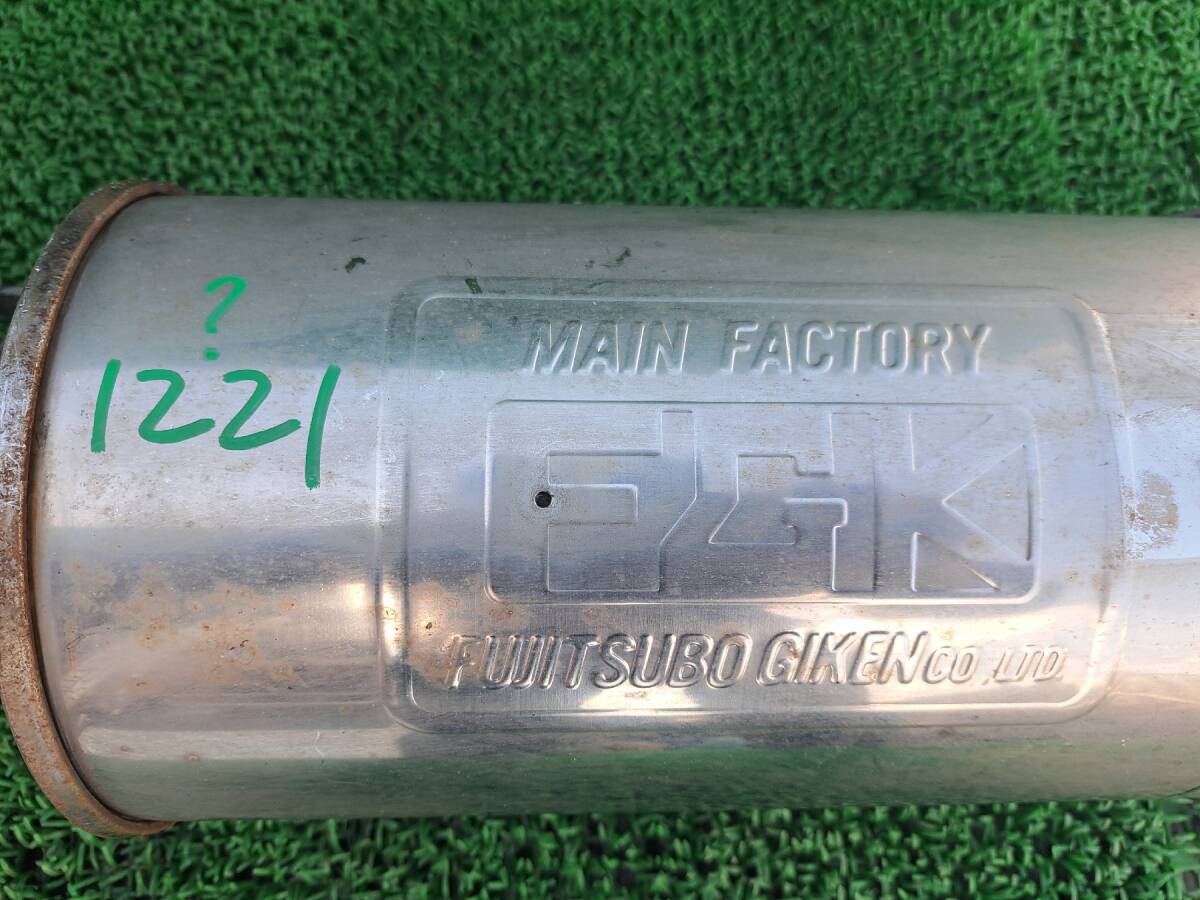 ?
1221
MAIN FACTORY
FGK
FUJITSUBO GIKEN CO.,LTD.